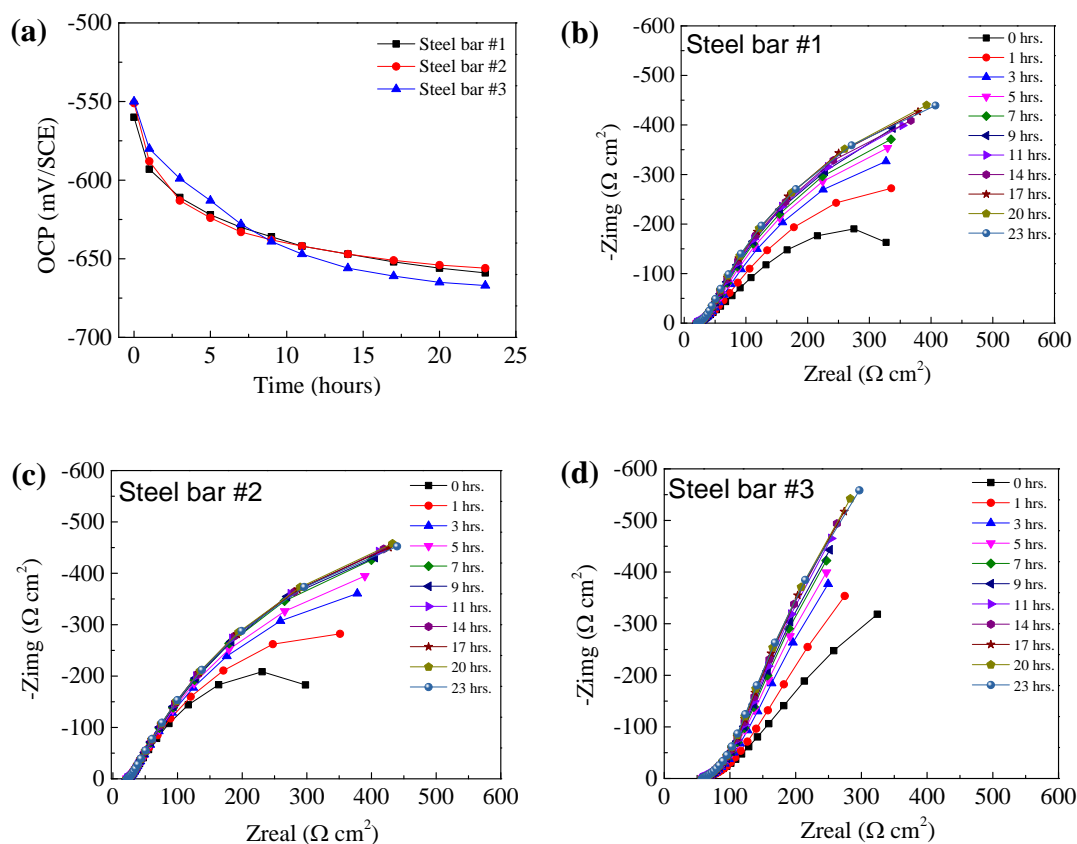 (a)
-500
-550
-600
-650
-700
OCP (mV/SCE)
0 5 10 15 20 25
Time (hours)
Steel bar #1
Steel bar #2
Steel bar #3
(b)
Steel bar #1
-600
-500
-400
-300
-200
-100
0
-Zimg (Ω cm²)
0 100 200 300 400 500 600
Zreal (Ω cm²)
0 hrs.
1 hrs.
3 hrs.
5 hrs.
7 hrs.
9 hrs.
11 hrs.
14 hrs.
17 hrs.
20 hrs.
23 hrs.
(c)
Steel bar #2
-600
-500
-400
-300
-200
-100
0
-Zimg (Ω cm²)
0 100 200 300 400 500 600
Zreal (Ω cm²)
0 hrs.
1 hrs.
3 hrs.
5 hrs.
7 hrs.
9 hrs.
11 hrs.
14 hrs.
17 hrs.
20 hrs.
23 hrs.
(d)
Steel bar #3
-600
-500
-400
-300
-200
-100
0
-Zimg (Ω cm²)
0 100 200 300 400 500 600
Zreal (Ω cm²)
0 hrs.
1 hrs.
3 hrs.
5 hrs.
7 hrs.
9 hrs.
11 hrs.
14 hrs.
17 hrs.
20 hrs.
23 hrs.